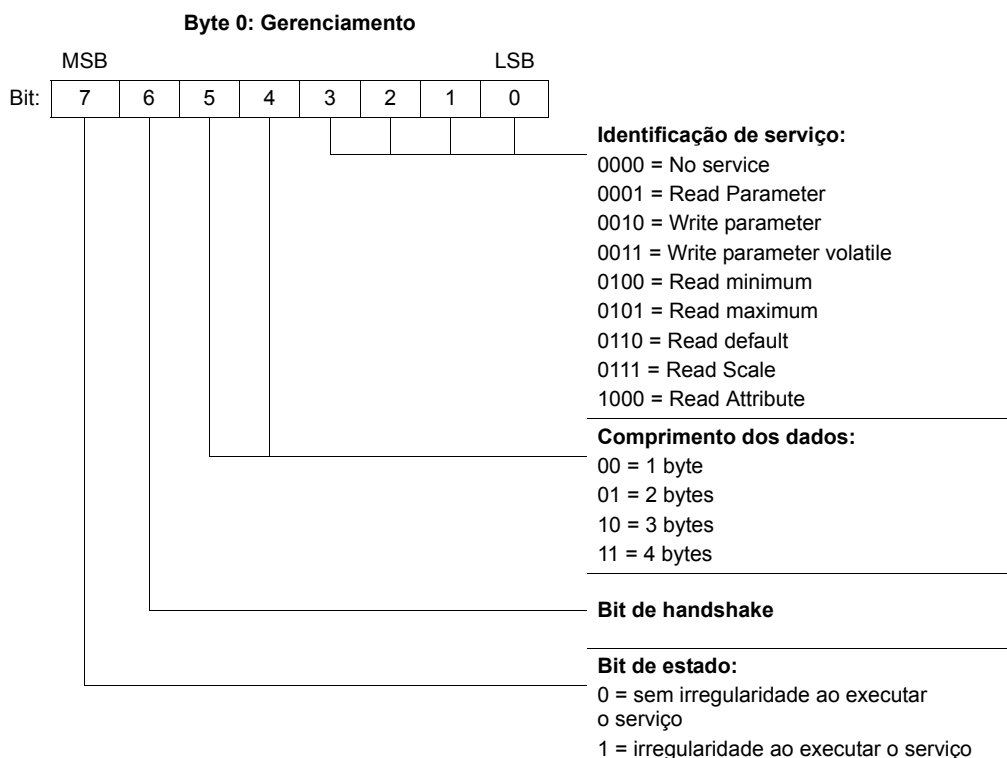 Byte 0: Gerenciamento
MSB LSB
Bit: 7 6 5 4 3 2 1 0
Identificação de serviço:
0000 = No service
0001 = Read Parameter
0010 = Write parameter
0011 = Write parameter volatile
0100 = Read minimum
0101 = Read maximum
0110 = Read default
0111 = Read Scale
1000 = Read Attribute
Comprimento dos dados:
00 = 1 byte
01 = 2 bytes
10 = 3 bytes
11 = 4 bytes
Bit de handshake
Bit de estado:
0 = sem irregularidade ao executar
o serviço
1 = irregularidade ao executar o serviço